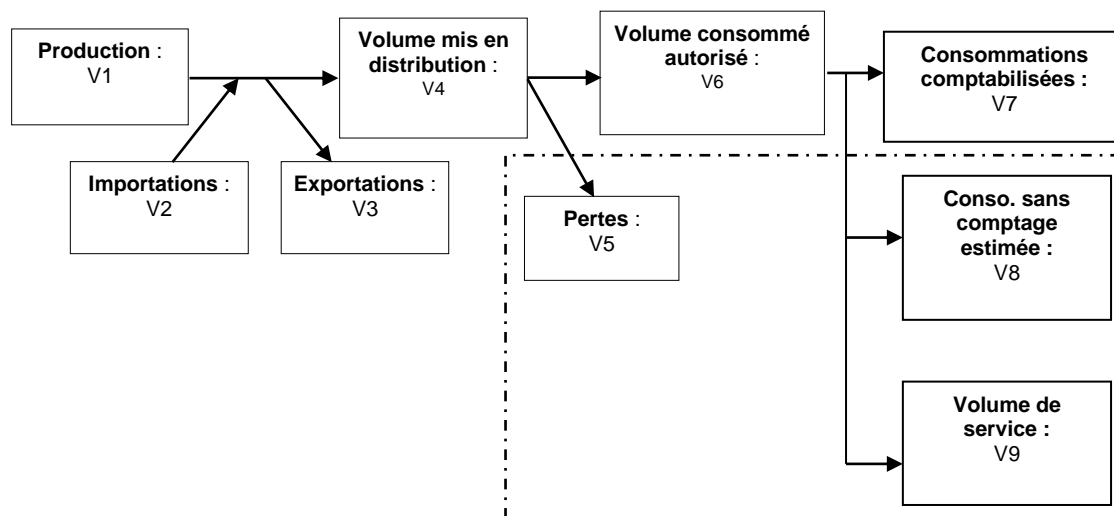 Production :
V1
Volume mis en
distribution :
V4
Volume consommé
autorisé :
V6
Consommations
comptabilisées :
V7
Importations :
V2
Exportations :
V3
Pertes :
V5
Conso. sans
comptage
estimée :
V8
Volume de
service :
V9